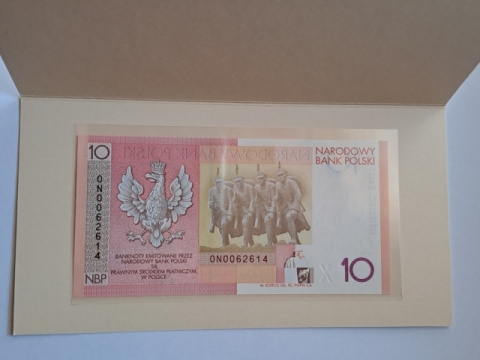 10
NARODOWY
BANK POLSKI
0N0062614
BANKNOTY EMITOWANE PRZEZ
NARODOWY BANK POLSKI
SĄ
PRAWNYM ŚRODKIEM PŁATNICZYM
W POLSCE
0N0062614
NBP
X 10